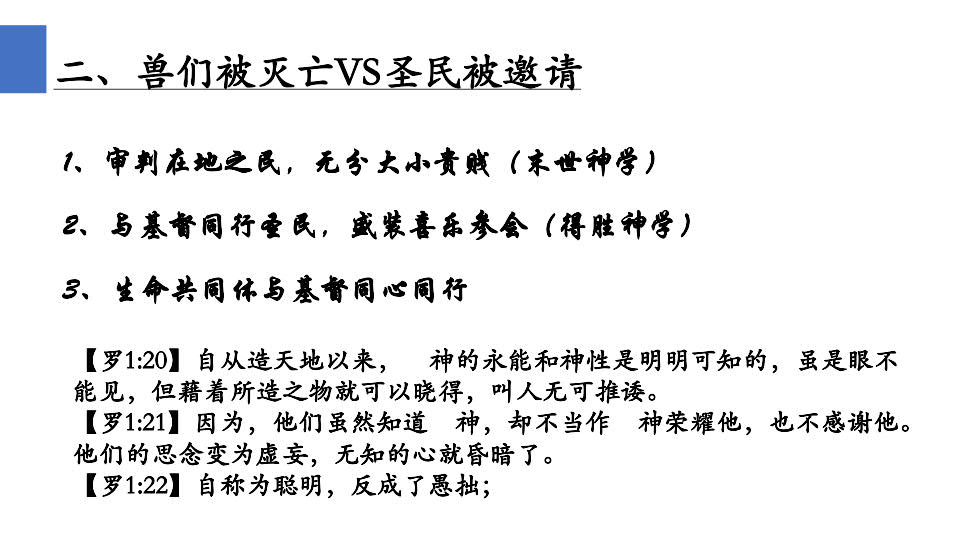 二、兽们被灭亡VS圣民被邀请
1、审判在地之民，无分大小贵贱（末世神学）
2、与基督同行圣民，盛装喜乐参会（得胜神学）
3、生命共同体与基督同心同行
【罗1:20】自从造天地以来，　神的永能和神性是明明可知的，虽是眼不
能见，但藉着所造之物就可以晓得，叫人无可推诿。
【罗1:21】因为，他们虽然知道　神，却不当作　神荣耀他，也不感谢他。
他们的思念变为虚妄，无知的心就昏暗了。
【罗1:22】自称为聪明，反成了愚拙；